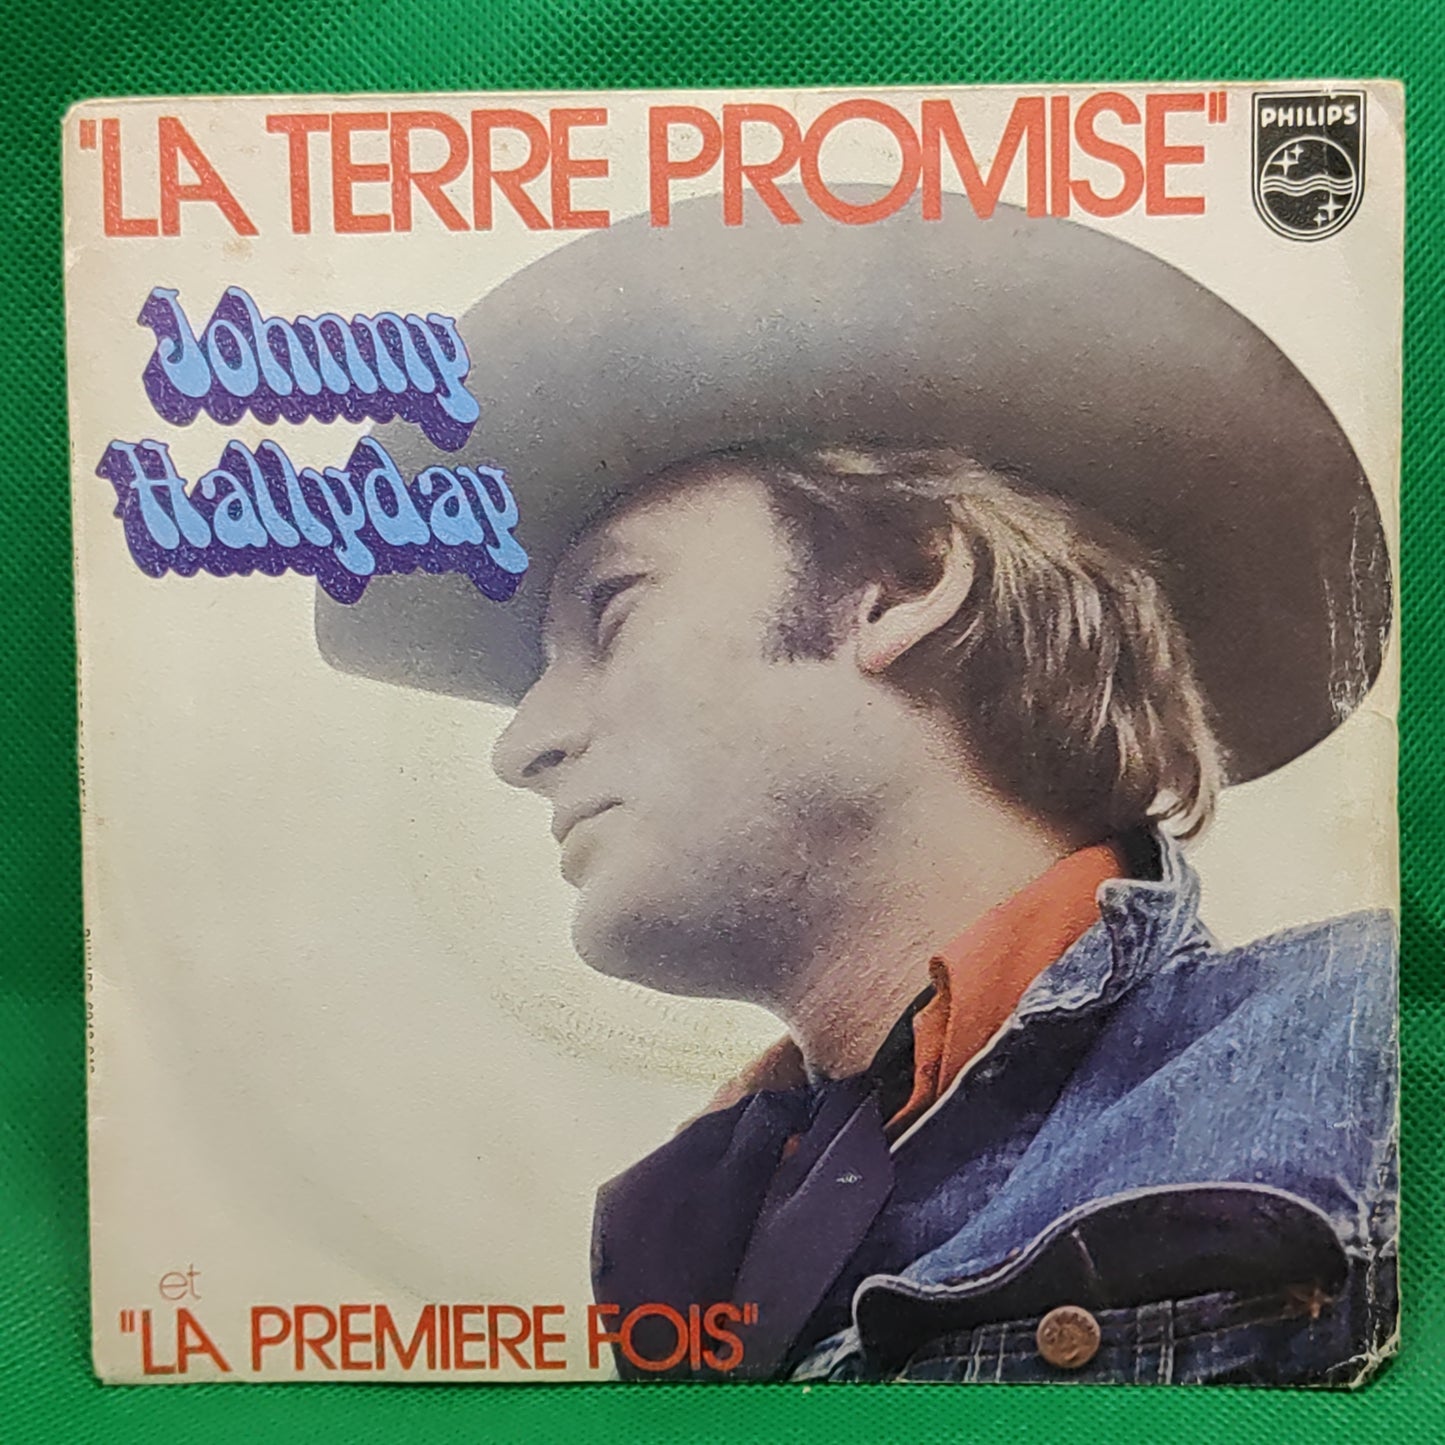 "LA TERRE PROMISE"
PHILIPS
Johnny
Hallyday
et
"LA PREMIERE FOIS"